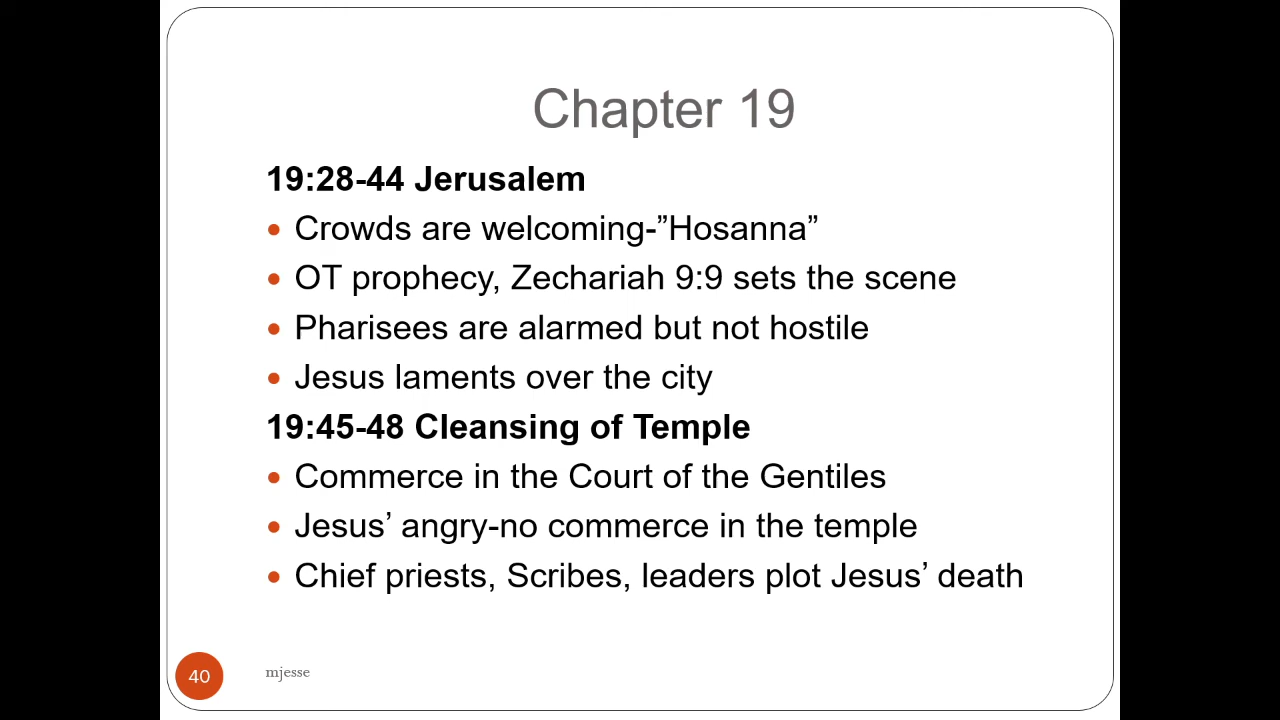 Chapter 19
19:28-44 Jerusalem
• Crowds are welcoming-”Hosanna”
• OT prophecy, Zechariah 9:9 sets the scene
• Pharisees are alarmed but not hostile
• Jesus laments over the city
19:45-48 Cleansing of Temple
• Commerce in the Court of the Gentiles
• Jesus’ angry-no commerce in the temple
• Chief priests, Scribes, leaders plot Jesus’ death
40
mjesse